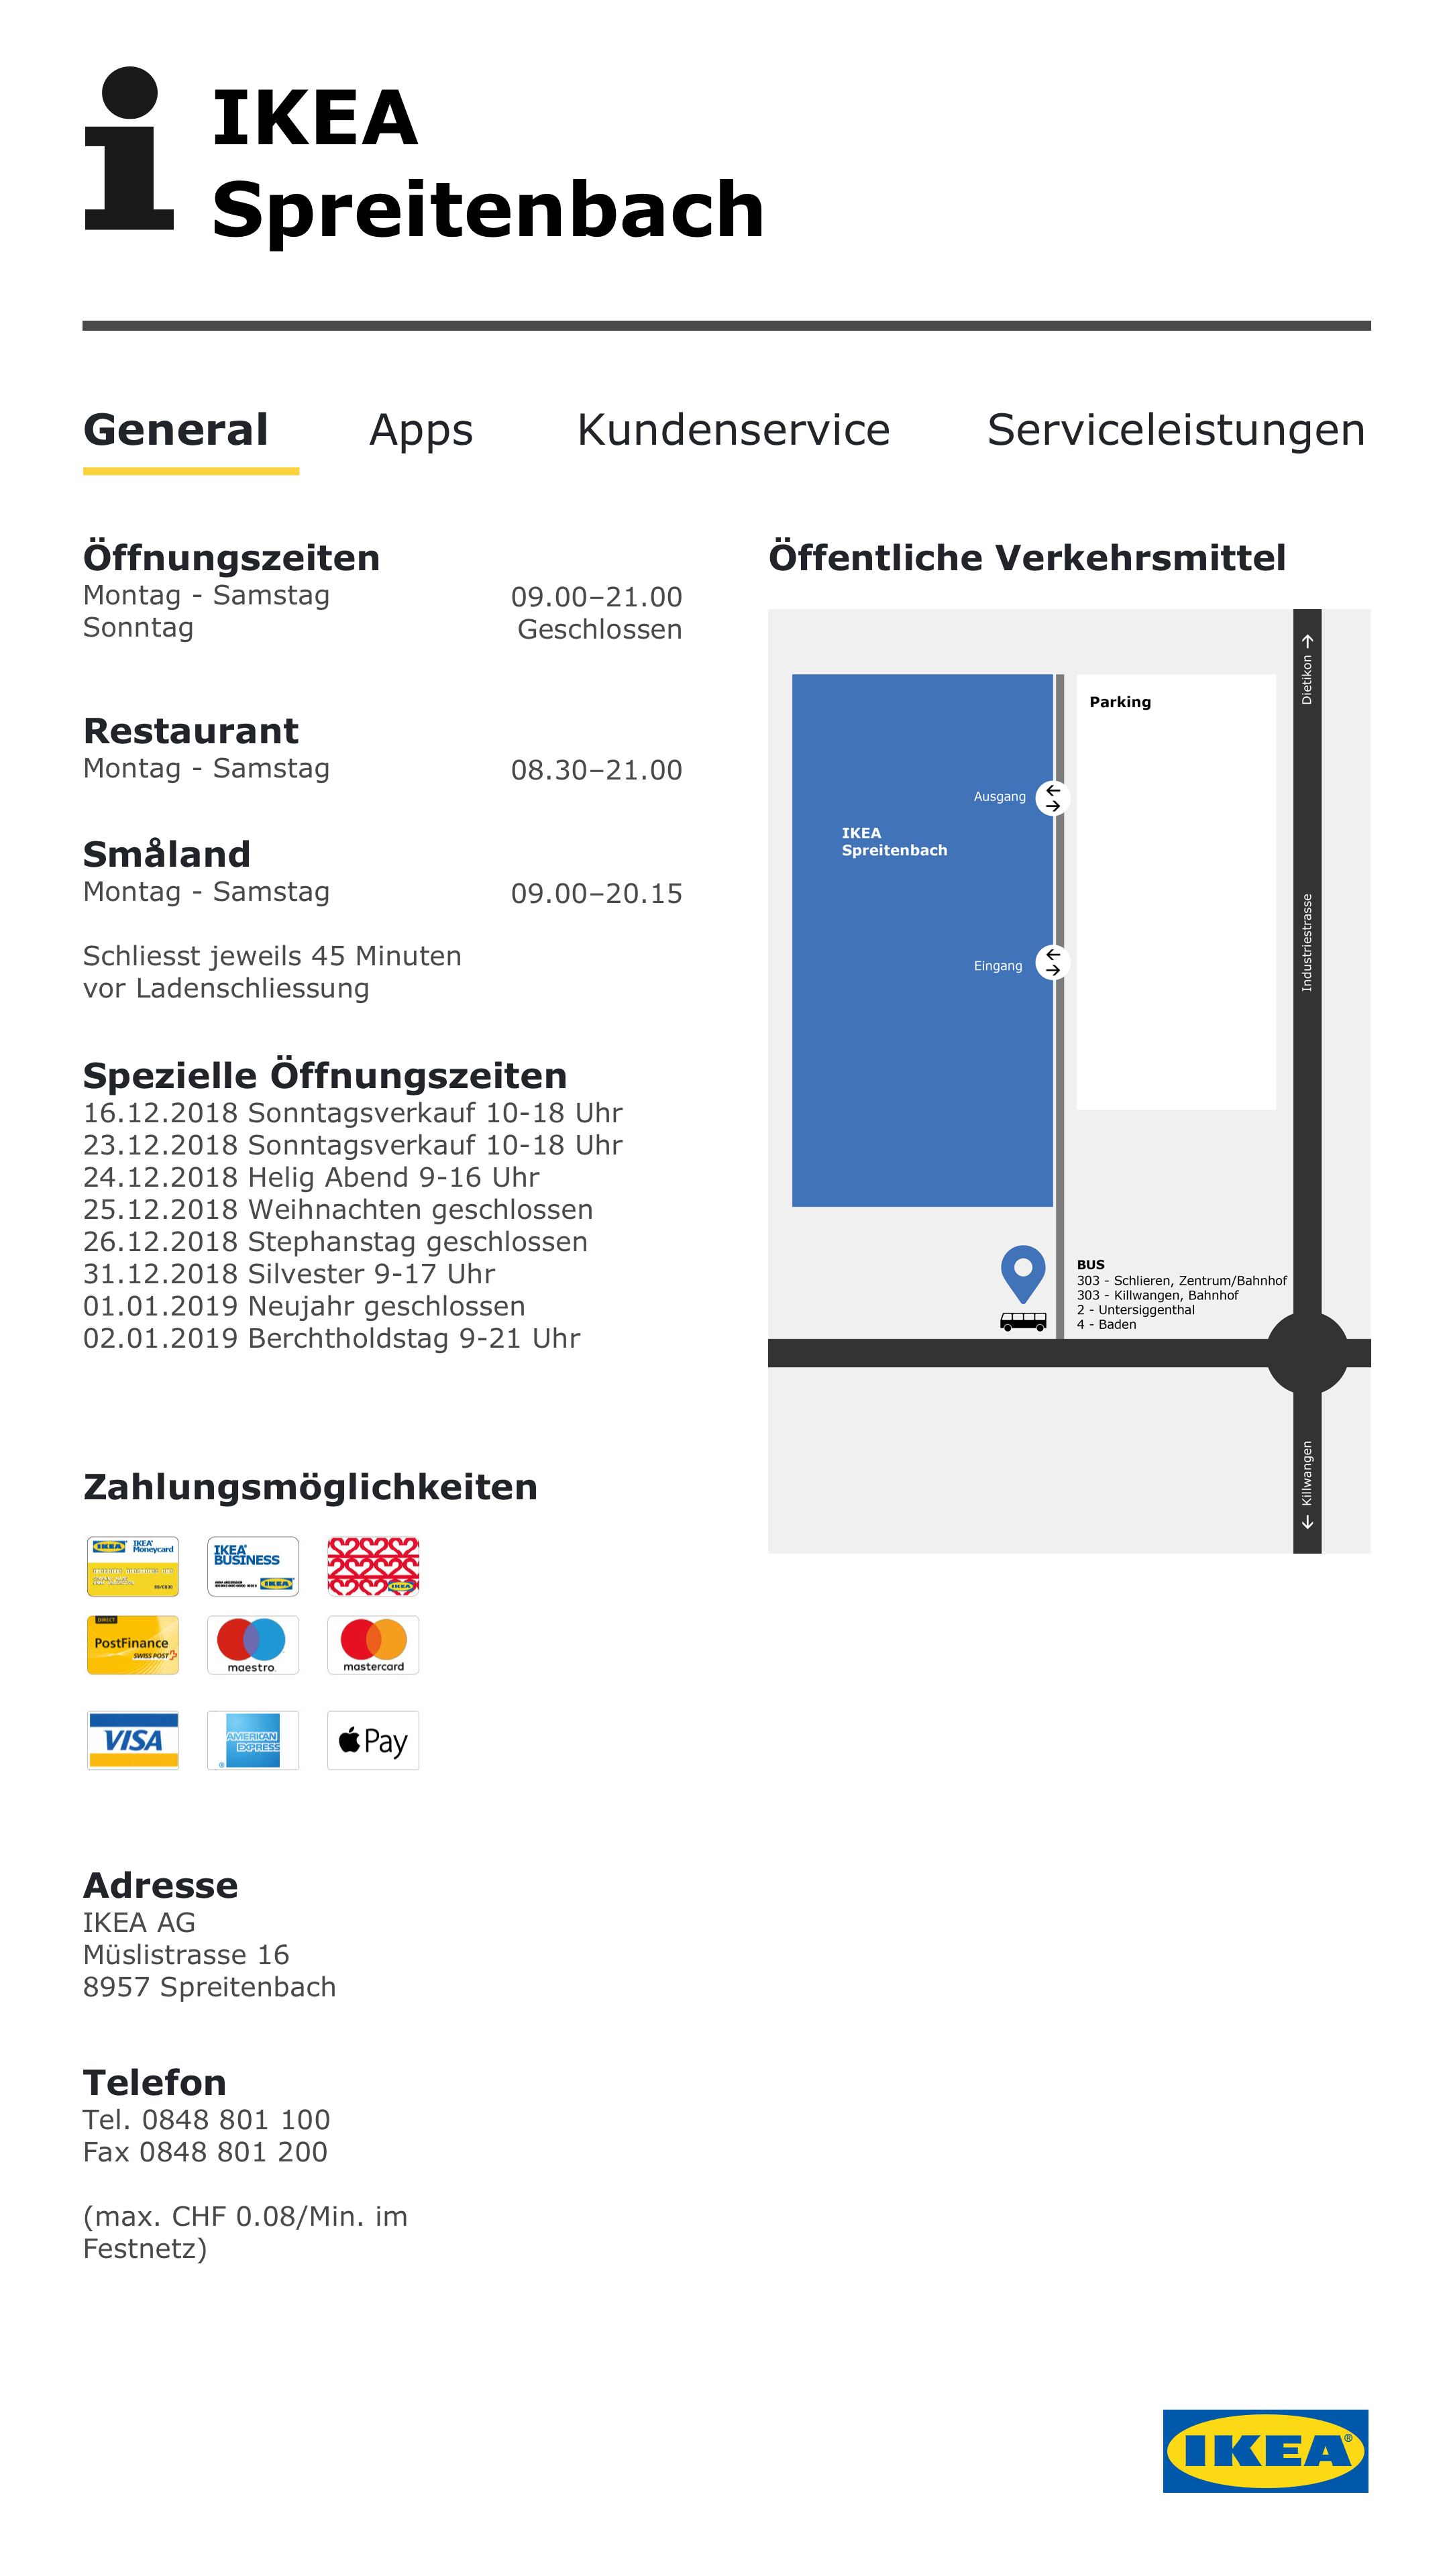 IKEA
Spreitenbach
General Apps Kundenservice Serviceleistungen
Öffnungszeiten
Montag - Samstag 09.00–21.00
Sonntag Geschlossen
Restaurant
Montag - Samstag 08.30–21.00
Småland
Montag - Samstag 09.00–20.15
Schliesst jeweils 45 Minuten
vor Ladenschliessung
Spezielle Öffnungszeiten
16.12.2018 Sonntagsverkauf 10-18 Uhr
23.12.2018 Sonntagsverkauf 10-18 Uhr
24.12.2018 Helig Abend 9-16 Uhr
25.12.2018 Weihnachten geschlossen
26.12.2018 Stephanstag geschlossen
31.12.2018 Silvester 9-17 Uhr
01.01.2019 Neujahr geschlossen
02.01.2019 Berchtholdstag 9-21 Uhr
Zahlungsmöglichkeiten
IKEA IKEA Moneycard
IKEA
BUSINESS
IKEA
IKEA
DIRECT
PostFinance
SWISS POST
maestro
mastercard
VISA
AMERICAN
EXPRESS
Pay
Adresse
IKEA AG
Müslistrasse 16
8957 Spreitenbach
Telefon
Tel. 0848 801 100
Fax 0848 801 200
(max. CHF 0.08/Min. im
Festnetz)
Öffentliche Verkehrsmittel
Parking
Ausgang
IKEA
Spreitenbach
Eingang
Dietikon →
Industriestrasse
← Killwangen
BUS
303 - Schlieren, Zentrum/Bahnhof
303 - Killwangen, Bahnhof
2 - Untersiggenthal
4 - Baden
IKEA®